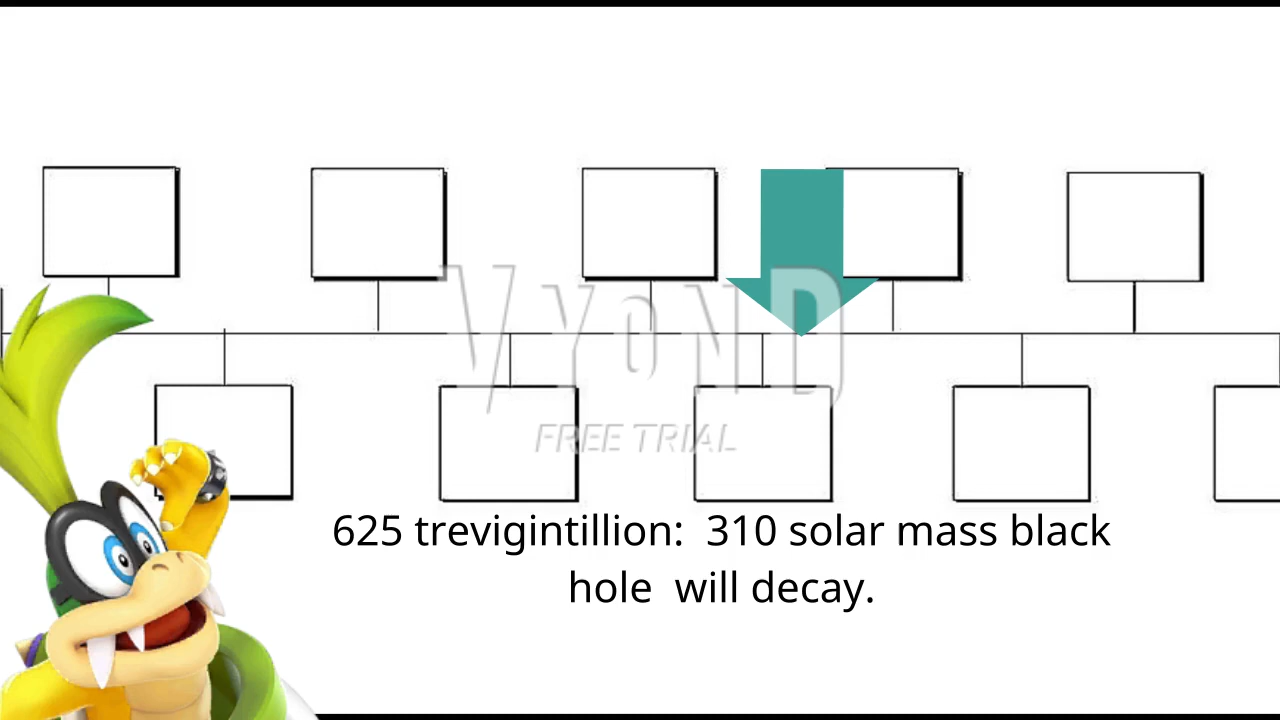 VYOND
FREE TRIAL
625 trevigintillion:  310 solar mass black
hole  will decay.